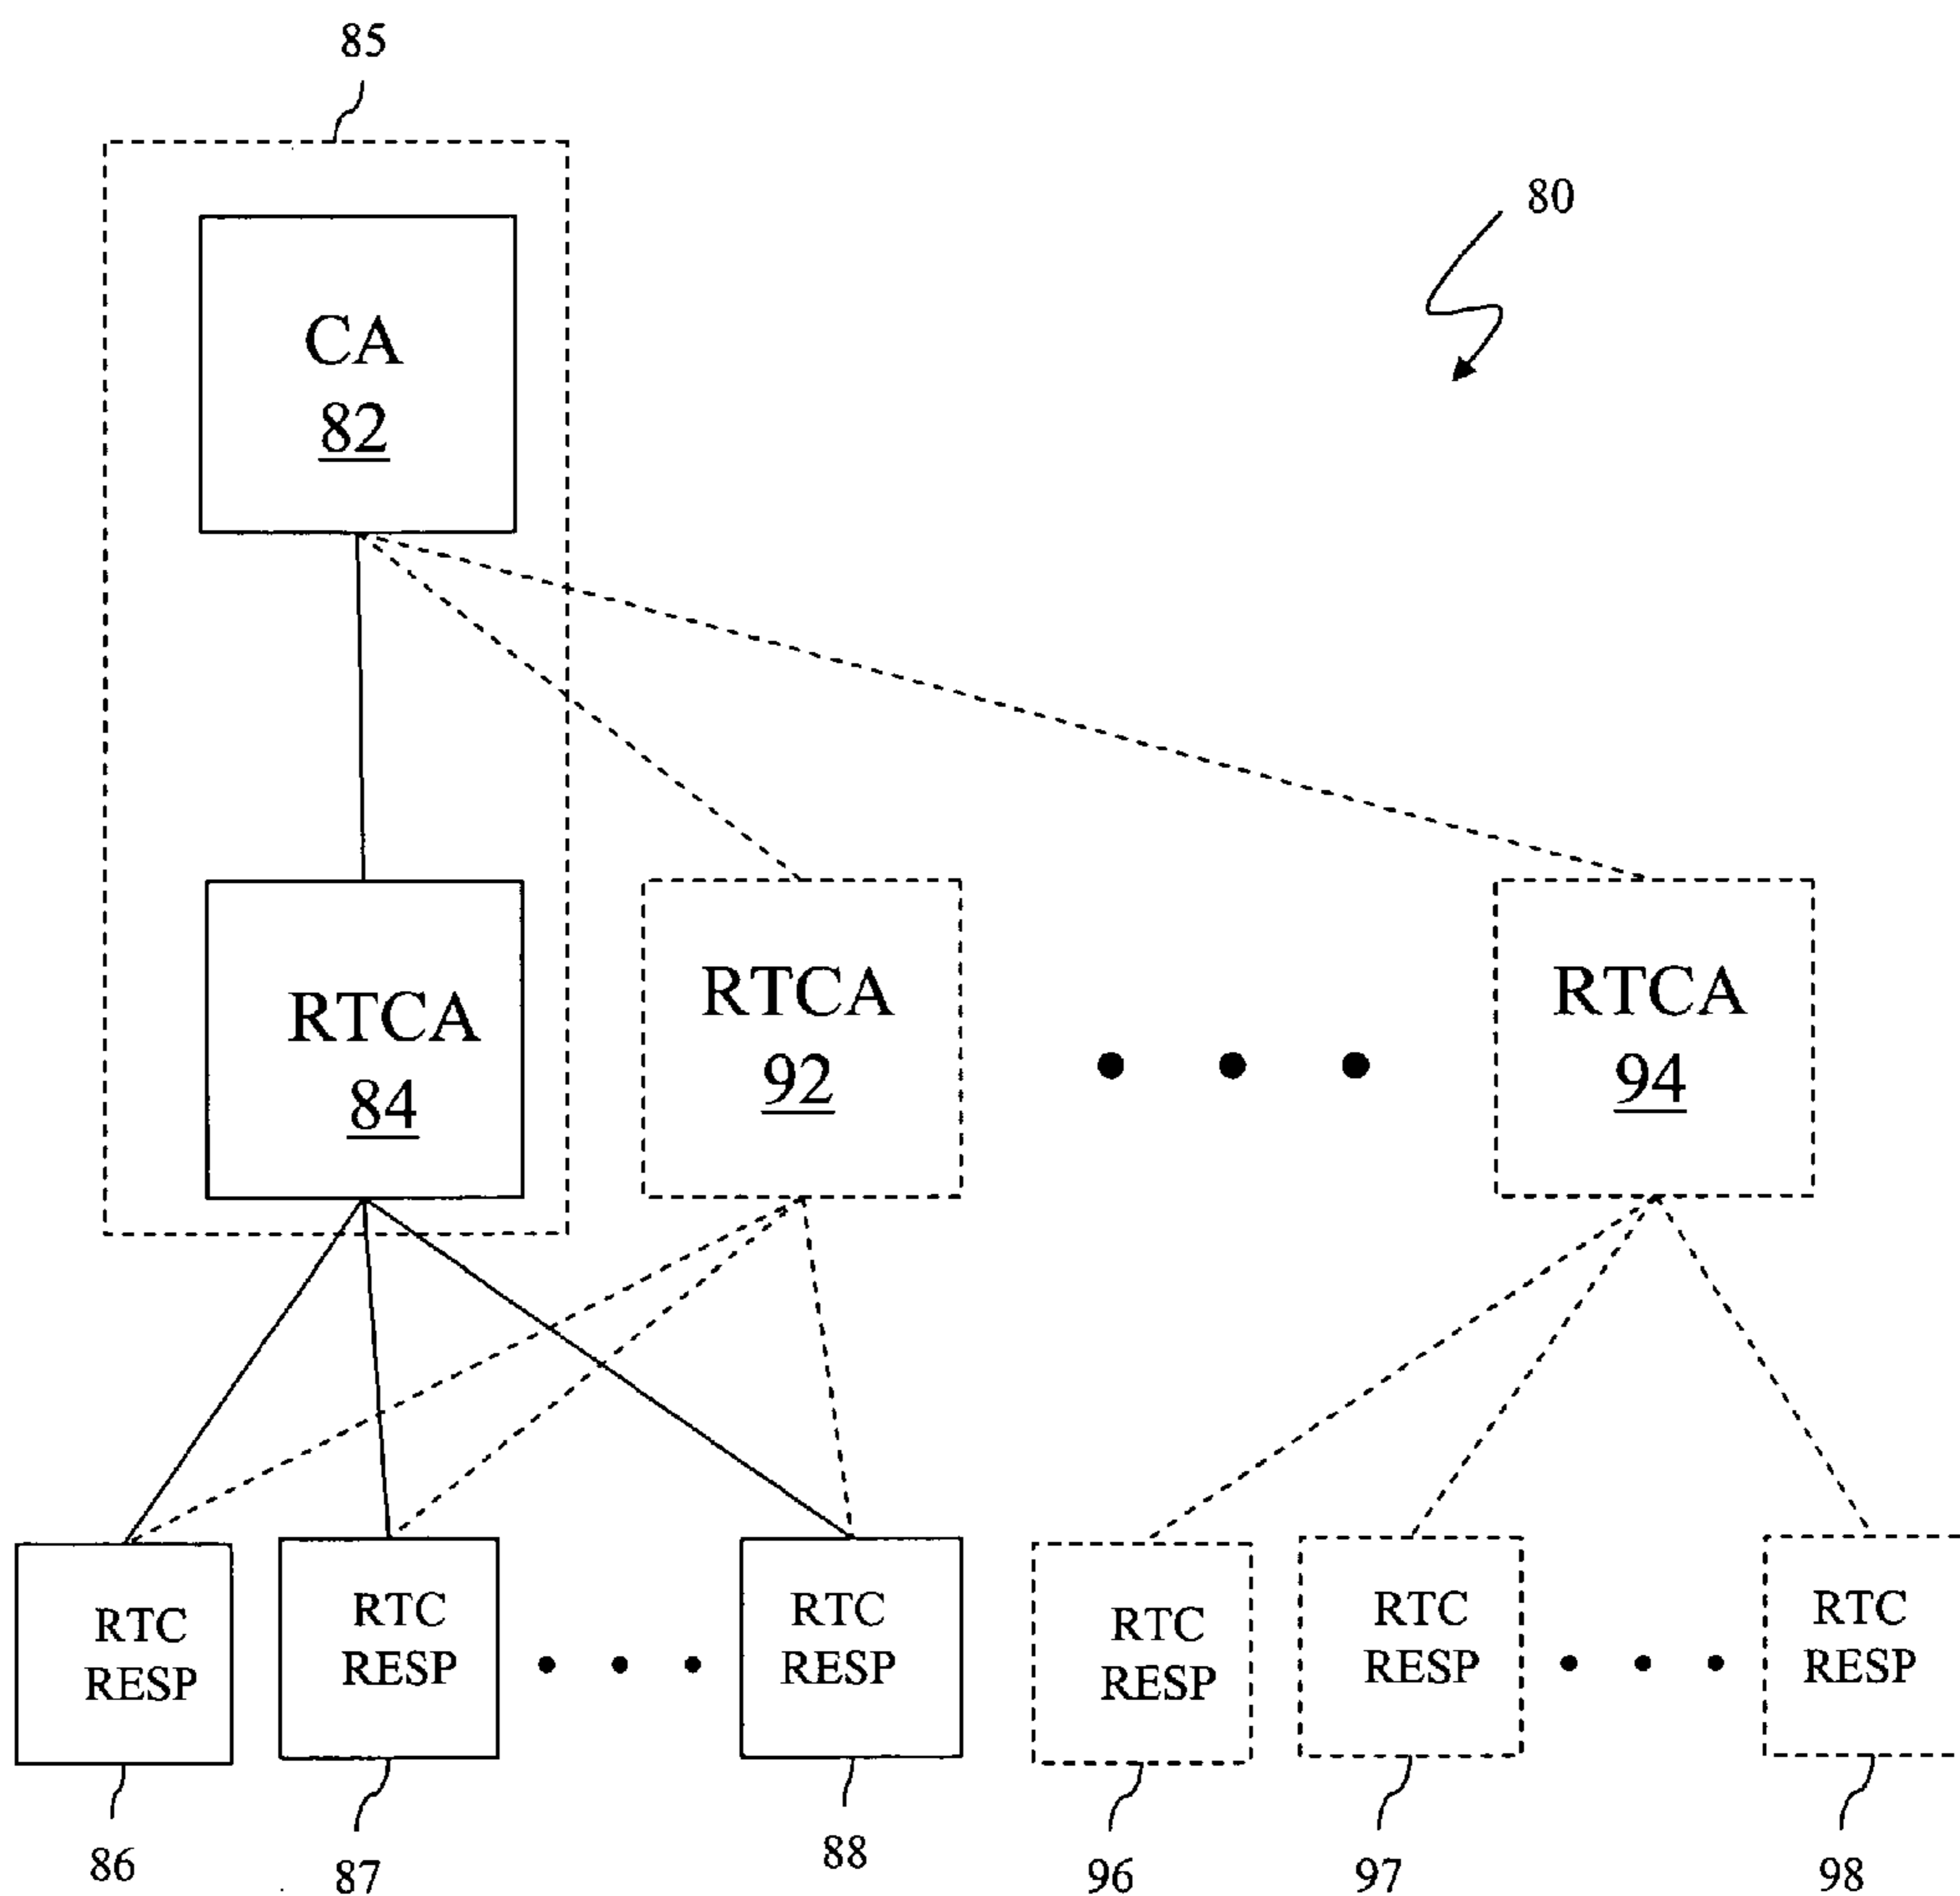 85
80
CA
82
RTCA
84
RTCA
92
RTCA
94
RTC
RESP
RTC
RESP
RTC
RESP
RTC
RESP
RTC
RESP
RTC
RESP
86
87
88
96
97
98